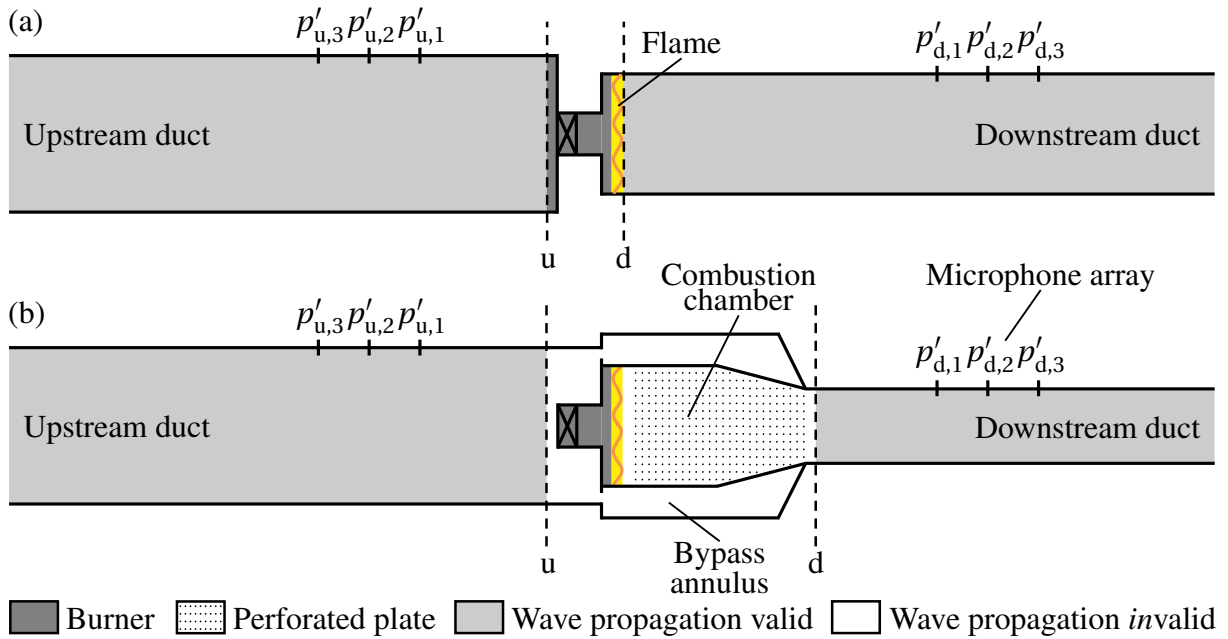 (a)
p′u,3 p′u,2 p′u,1
Flame
p′d,1 p′d,2 p′d,3
Upstream duct
Downstream duct
u
d
Combustion
chamber
Microphone array
(b)
p′u,3 p′u,2 p′u,1
p′d,1 p′d,2 p′d,3
Upstream duct
Downstream duct
u
Bypass
annulus
d
Burner
Perforated plate
Wave propagation valid
Wave propagation invalid